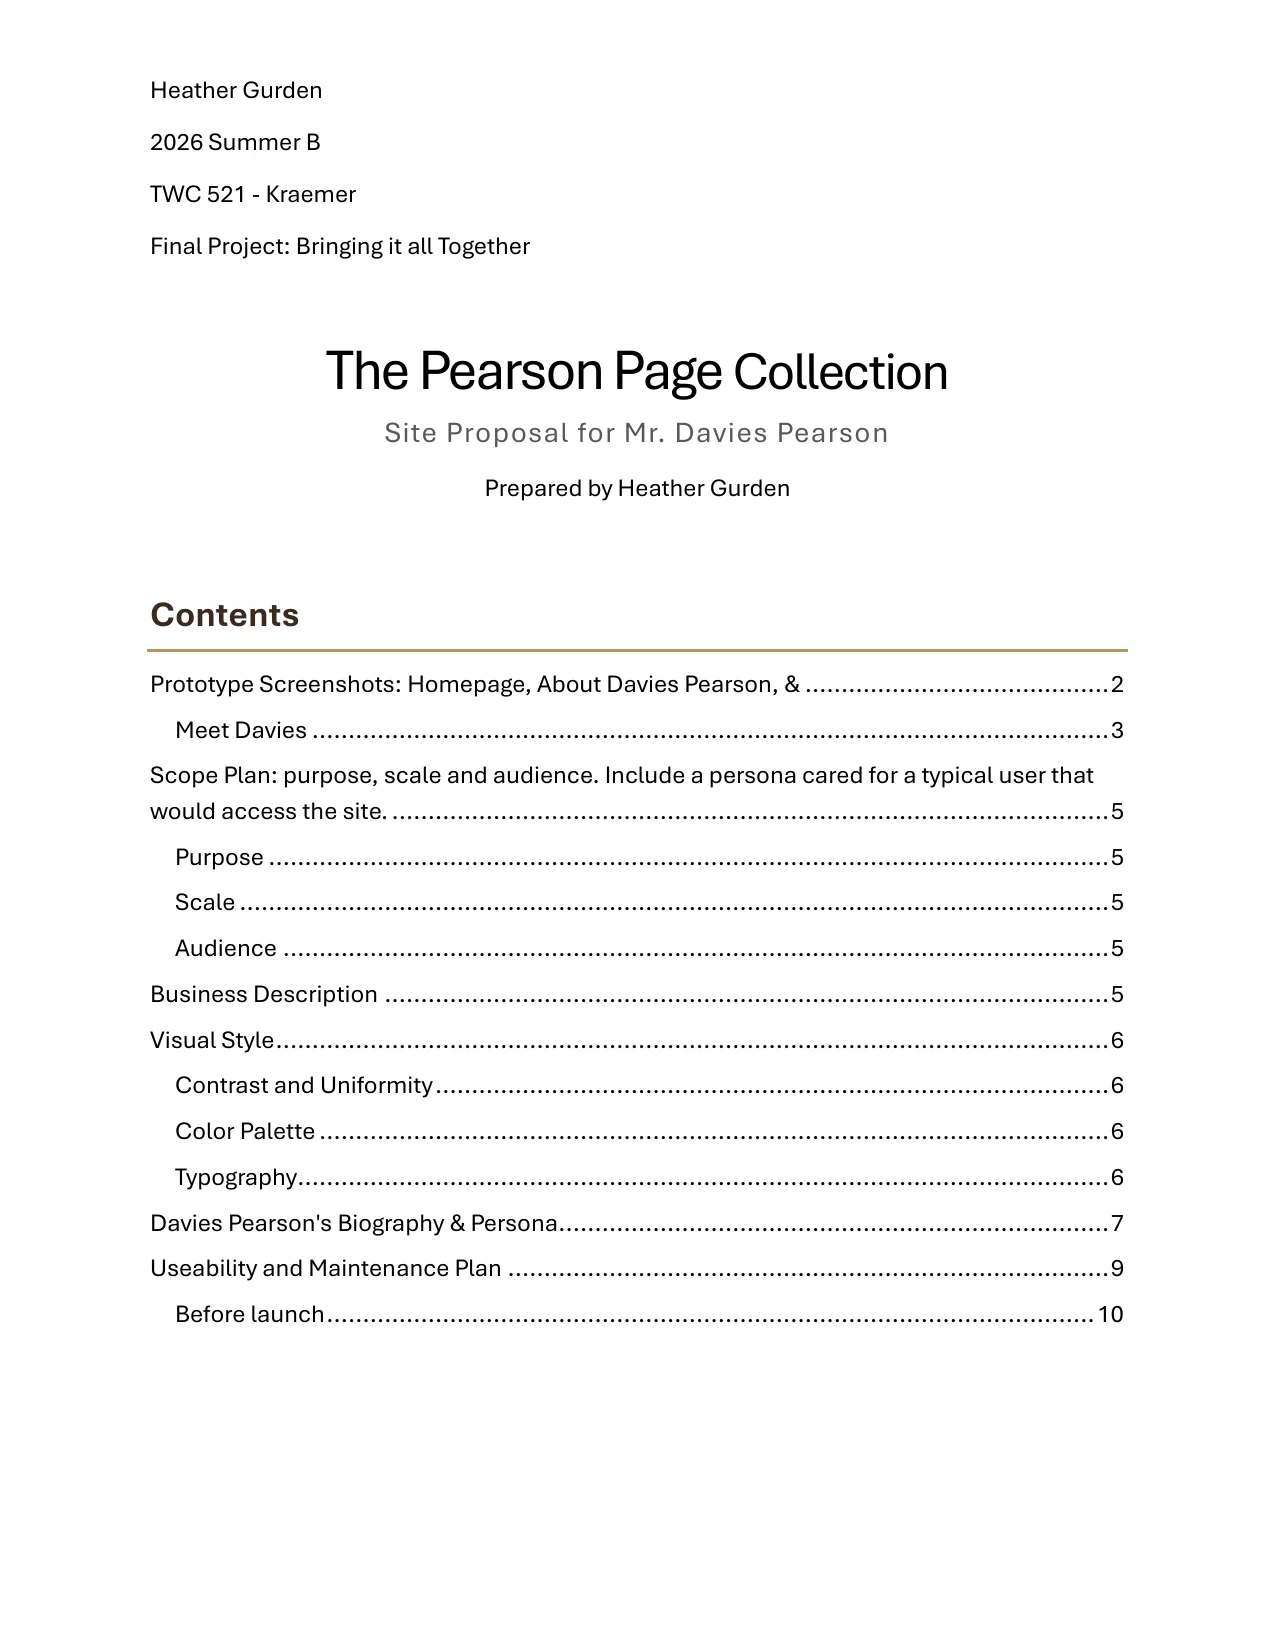 Heather Gurden
2026 Summer B
TWC 521 - Kraemer
Final Project: Bringing it all Together
The Pearson Page Collection
Site Proposal for Mr. Davies Pearson
Prepared by Heather Gurden
Contents
Prototype Screenshots: Homepage, About Davies Pearson, & ........................................ 2
Meet Davies ........................................ 3
Scope Plan: purpose, scale and audience. Include a persona cared for a typical user that
would access the site. ........................................ 5
Purpose ........................................ 5
Scale ........................................ 5
Audience ........................................ 5
Business Description ........................................ 5
Visual Style ........................................ 6
Contrast and Uniformity ........................................ 6
Color Palette ........................................ 6
Typography ........................................ 6
Davies Pearson's Biography & Persona ........................................ 7
Useability and Maintenance Plan ........................................ 9
Before launch ........................................ 10